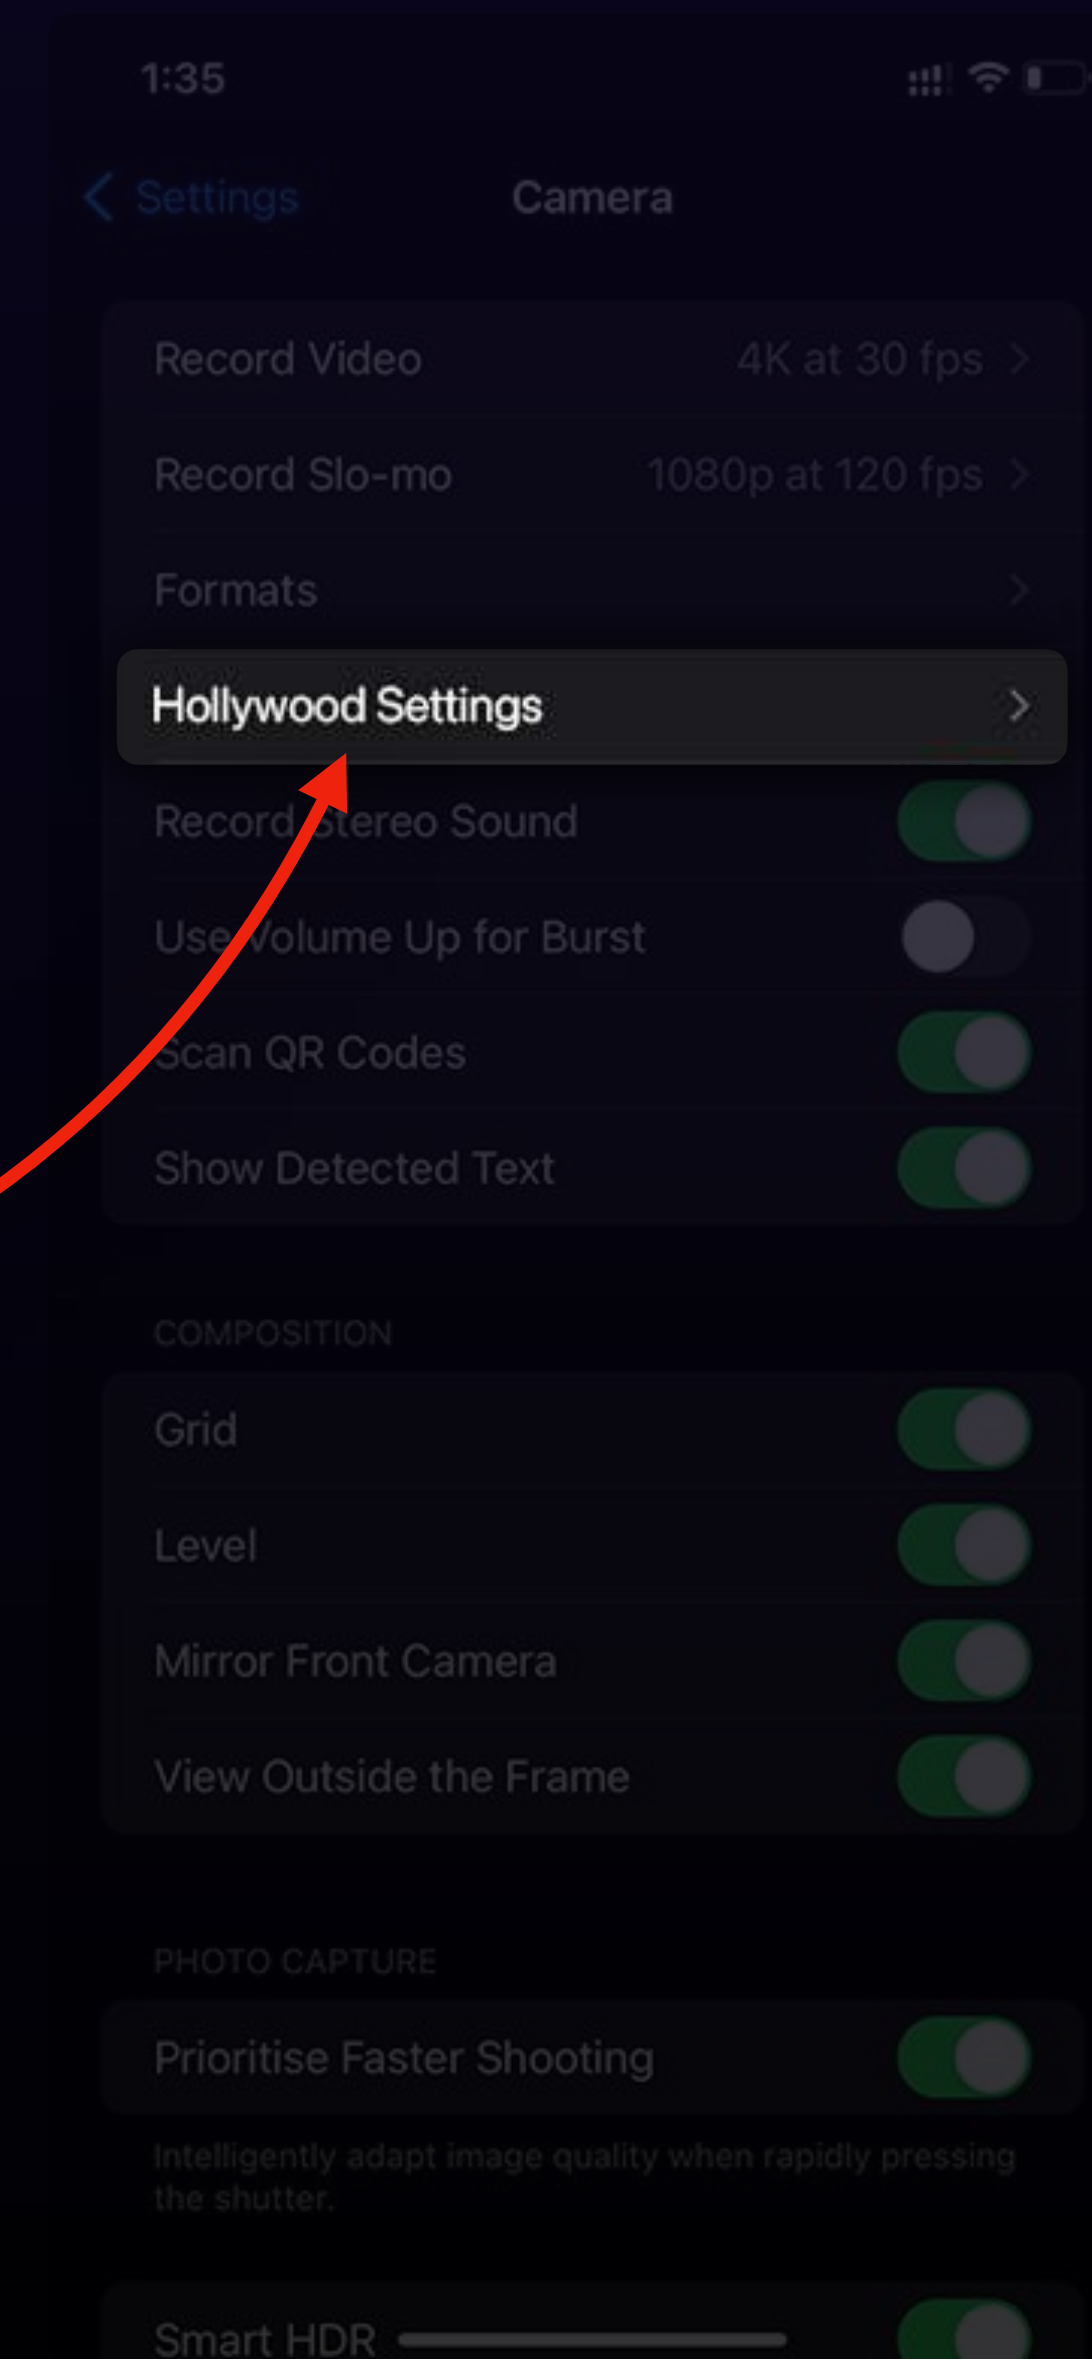 1:35
Settings
Camera
Record Video 4K at 30 fps
Record Slo-mo 1080p at 120 fps
Formats
Hollywood Settings
Record Stereo Sound
Use Volume Up for Burst
Scan QR Codes
Show Detected Text
COMPOSITION
Grid
Level
Mirror Front Camera
View Outside the Frame
PHOTO CAPTURE
Prioritise Faster Shooting
Intelligently adapt image quality when rapidly pressing
the shutter.
Smart HDR